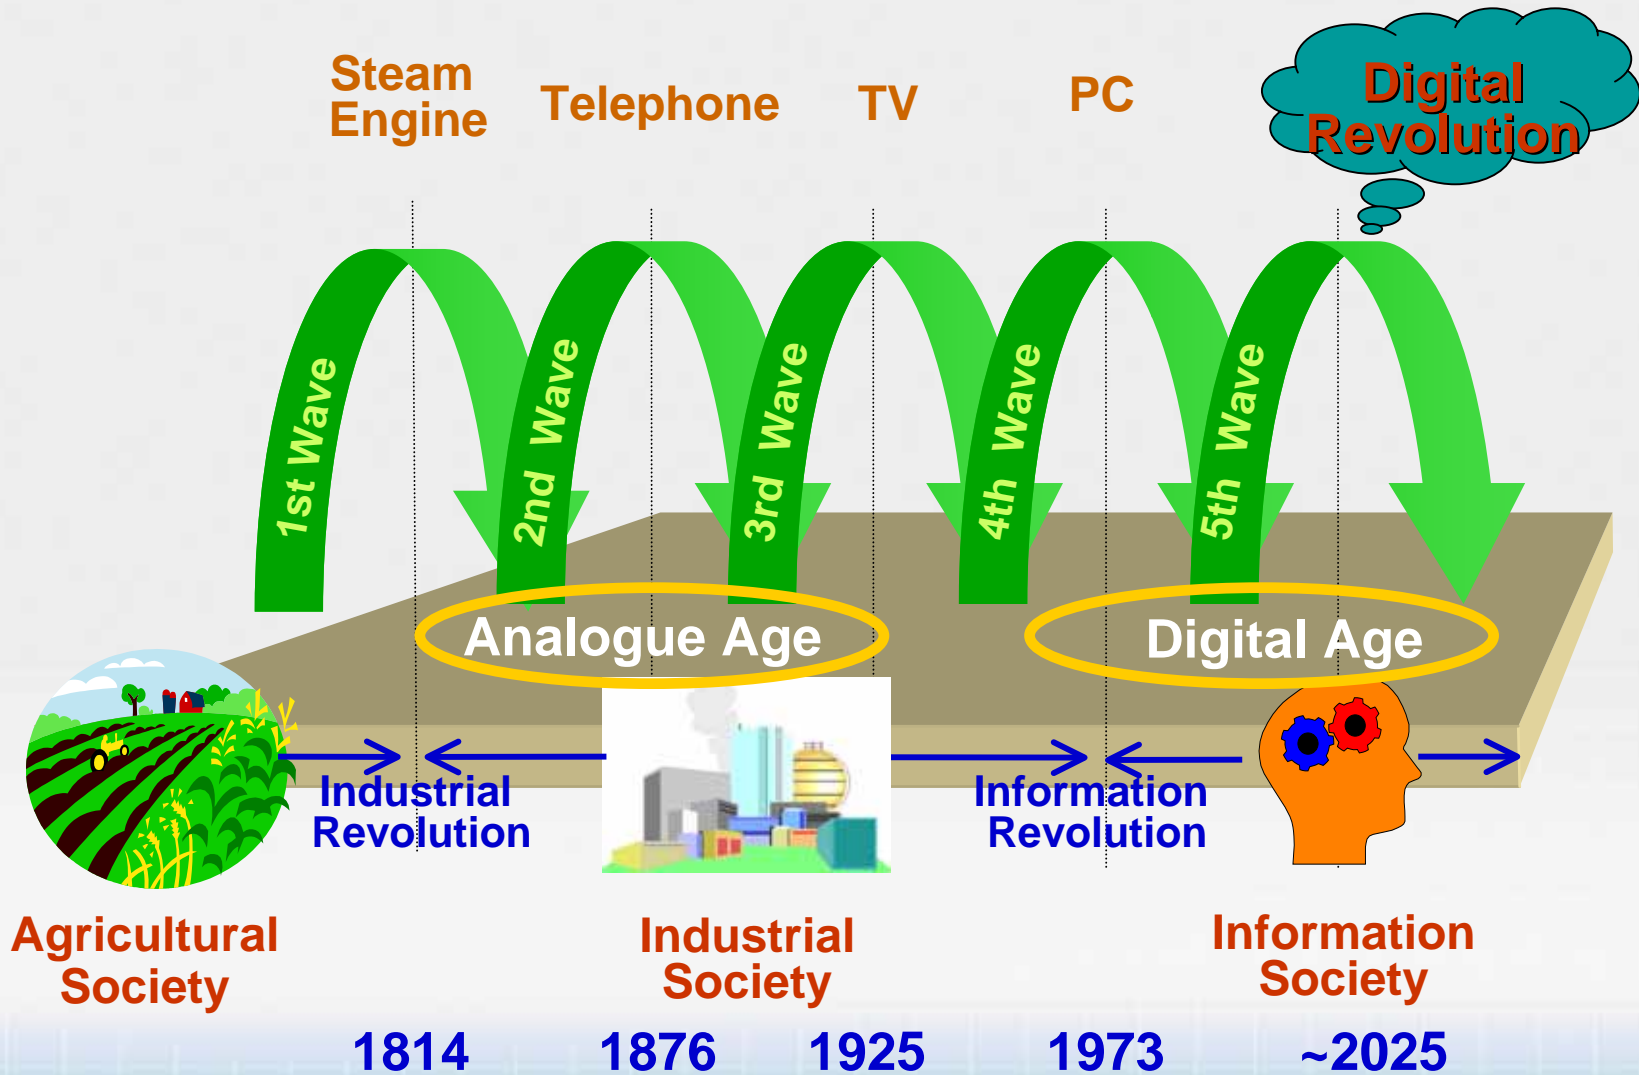 Steam
Engine
Telephone
TV
PC
Digital
Revolution
1st Wave
2nd Wave
3rd Wave
4th Wave
5th Wave
Analogue Age
Digital Age
Industrial
Revolution
Information
Revolution
Agricultural
Society
Industrial
Society
Information
Society
1814
1876
1925
1973
~2025